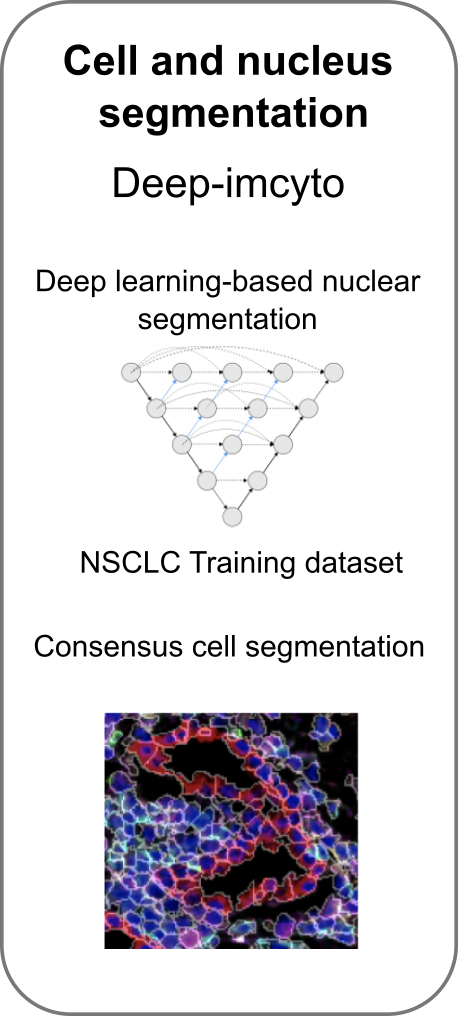 Cell and nucleus
segmentation
Deep-imcyto
Deep learning-based nuclear
segmentation
NSCLC Training dataset
Consensus cell segmentation